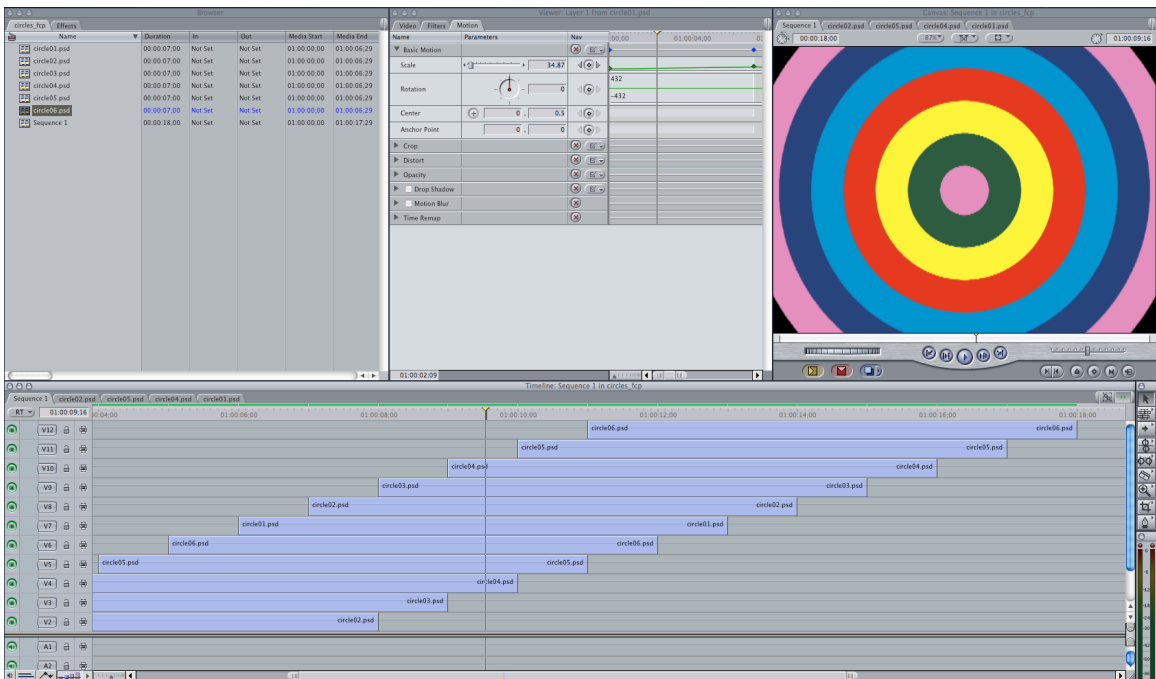 Browser
circles_fcp Effects
Name Duration In Out Media Start Media End
circle01.psd 00:00:07;00 Not Set Not Set 01:00:00;00 01:00:06;29
circle02.psd 00:00:07;00 Not Set Not Set 01:00:00;00 01:00:06;29
circle03.psd 00:00:07;00 Not Set Not Set 01:00:00;00 01:00:06;29
circle04.psd 00:00:07;00 Not Set Not Set 01:00:00;00 01:00:06;29
circle05.psd 00:00:07;00 Not Set Not Set 01:00:00;00 01:00:06;29
circle06.psd 00:00:07;00 Not Set Not Set 01:00:00;00 01:00:06;29
Sequence 1 00:00:18;00 Not Set Not Set 01:00:00;00 01:00:17;29
Viewer: Layer 1 from circle01.psd
Video Filters Motion
Name Parameters Nav 00;00 01:00:04;00
Basic Motion
Scale 34.87
Rotation 0 432
-432
Center 0 , 0.5
Anchor Point 0 , 0
Crop
Distort
Opacity
Drop Shadow
Motion Blur
Time Remap
01:00:02;09
Canvas: Sequence 1 in circles_fcp
Sequence 1 circle02.psd circle05.psd circle04.psd circle01.psd
00:00:18;00 87% 01:00:09;16
Timeline: Sequence 1 in circles_fcp
Sequence 1 circle02.psd circle05.psd circle04.psd circle01.psd
RT 01:00:09;16 00:04;00 01:00:06;00 01:00:08;00 01:00:10;00 01:00:12;00 01:00:14;00 01:00:16;00 01:00:18;00
V12 circle06.psd circle06.psd
V11 circle05.psd circle05.psd
V10 circle04.psd circle04.psd
V9 circle03.psd circle03.psd
V8 circle02.psd circle02.psd
V7 circle01.psd circle01.psd
V6 circle06.psd circle06.psd
V5 circle05.psd circle05.psd
V4 circle04.psd
V3 circle03.psd
V2 circle02.psd
A1
A2